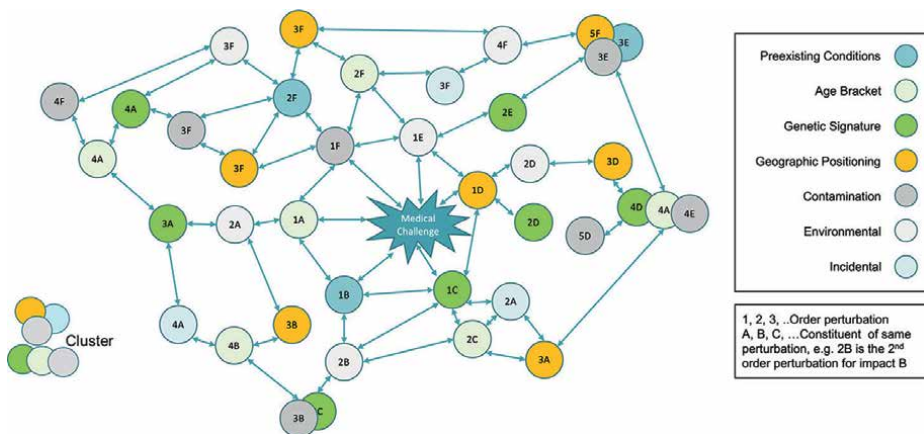 3F
3F
4F
5F
3E
3E
2F
3F
4F
4A
2F
2E
3F
1F
1E
4A
3F
2D
3D
1D
3A
2A
1A
Medical
Challenge
2D
4D
4A
4E
5D
1B
1C
2A
4A
3B
4B
2B
2C
3A
3B
C
Cluster
Preexisting Conditions
Age Bracket
Genetic Signature
Geographic Positioning
Contamination
Environmental
Incidental
1, 2, 3, ..Order perturbation
A, B, C, ...Constituent of same
perturbation, e.g. 2B is the 2nd
order perturbation for impact B